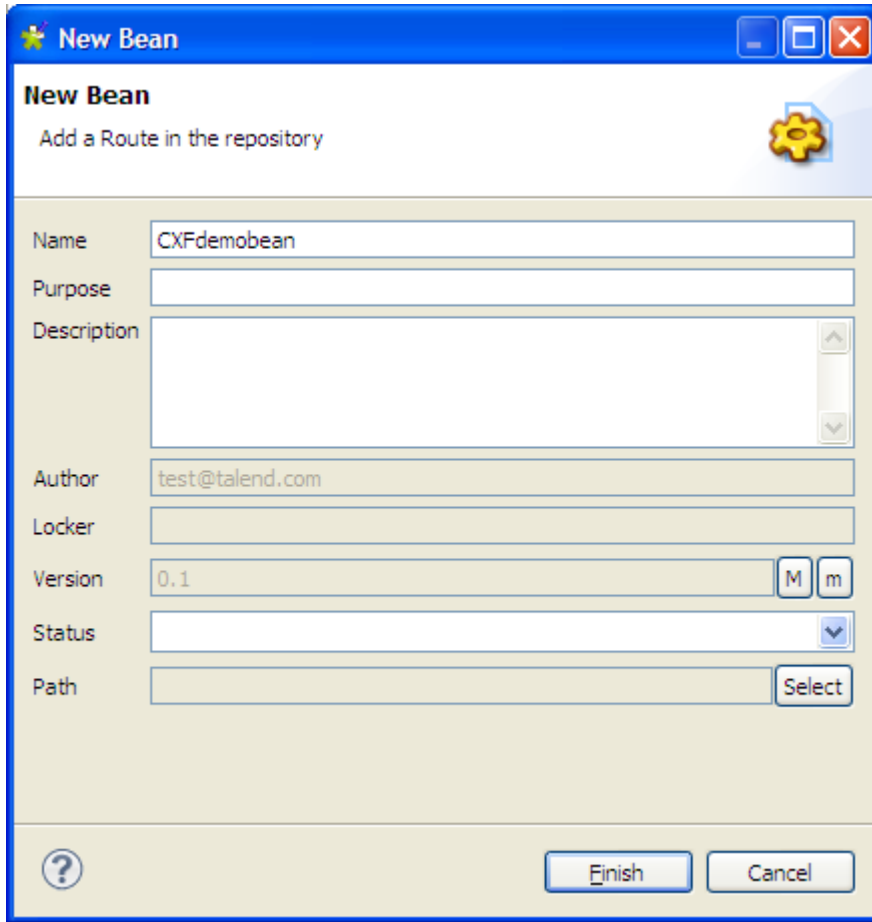 New Bean
New Bean
Add a Route in the repository
Name CXFdemobean
Purpose
Description
Author test@talend.com
Locker
Version 0.1 M m
Status
Path Select
? Finish Cancel